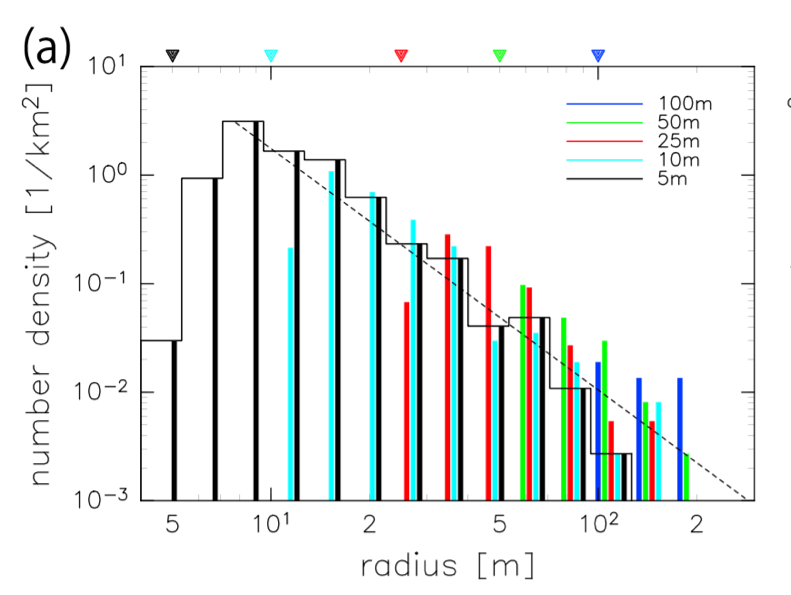 (a)
10¹
10⁰
10⁻¹
10⁻²
10⁻³
number density [1/km²]
100m
50m
25m
10m
5m
5 10¹ 2 5 10² 2
radius [m]